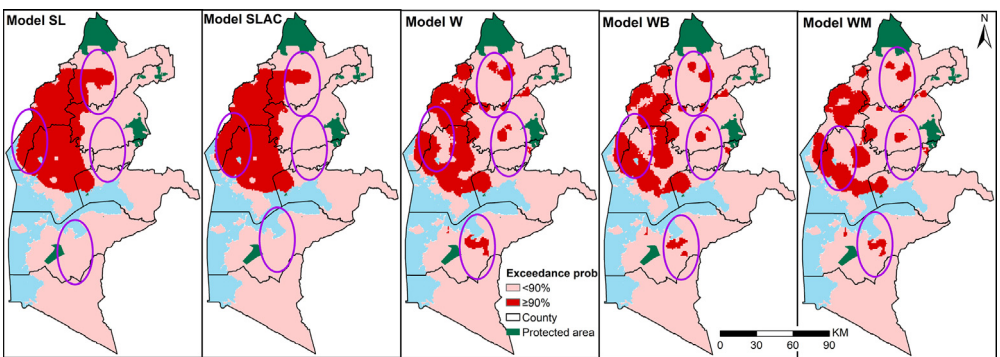 Model SL
Model SLAC
Model W
Model WB
Model WM
N
Exceedance prob
<90%
≥90%
County
Protected area
0 30 60 90 KM